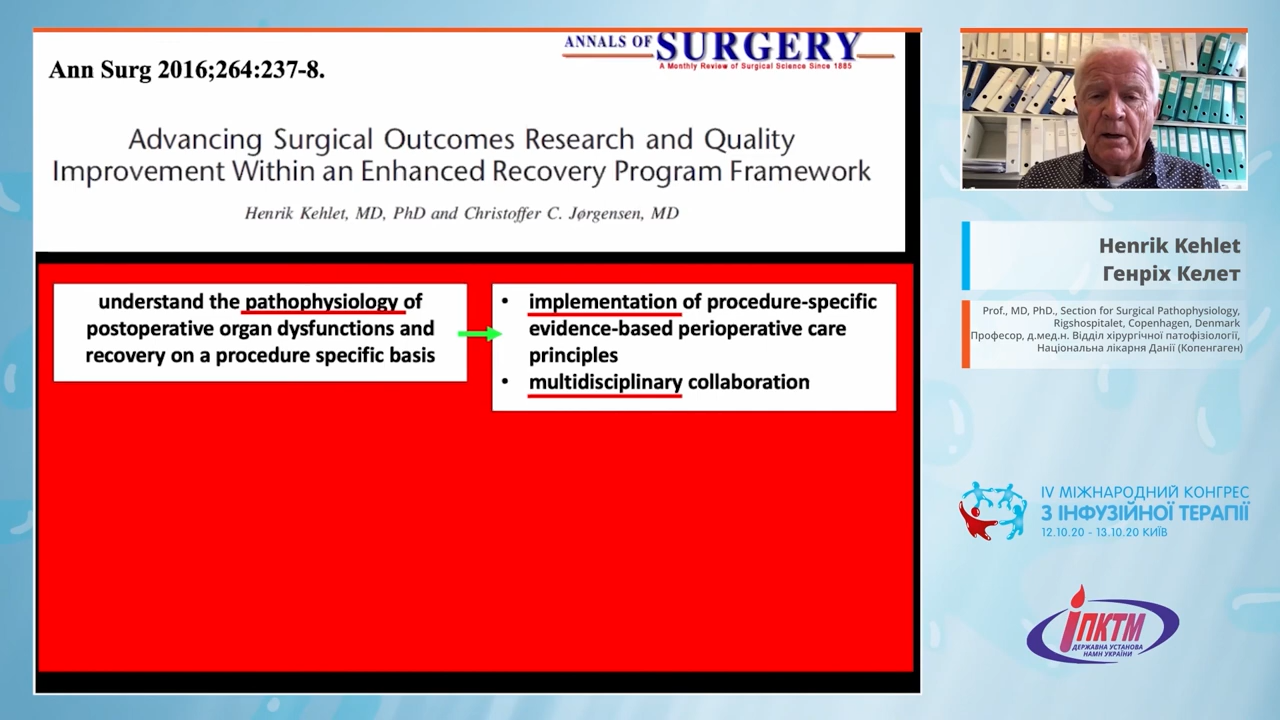 Ann Surg 2016;264:237-8.
ANNALS OF SURGERY
A Monthly Review of Surgical Science Since 1885
Advancing Surgical Outcomes Research and Quality
Improvement Within an Enhanced Recovery Program Framework
Henrik Kehlet, MD, PhD and Christoffer C. Jørgensen, MD
understand the pathophysiology of
postoperative organ dysfunctions and
recovery on a procedure specific basis
• implementation of procedure-specific
evidence-based perioperative care
principles
• multidisciplinary collaboration
Henrik Kehlet
Генріх Келет
Prof., MD, PhD., Section for Surgical Pathophysiology,
Rigshospitalet, Copenhagen, Denmark
Професор, д.мед.н. Відділ хірургічної патофізіології,
Національна лікарня Данії (Копенгаген)
IV МІЖНАРОДНИЙ КОНГРЕС
З ІНФУЗІЙНОЇ ТЕРАПІЇ
12.10.20 - 13.10.20 КИЇВ
ІПКТМ
ДЕРЖАВНА УСТАНОВА
НАМН УКРАЇНИ